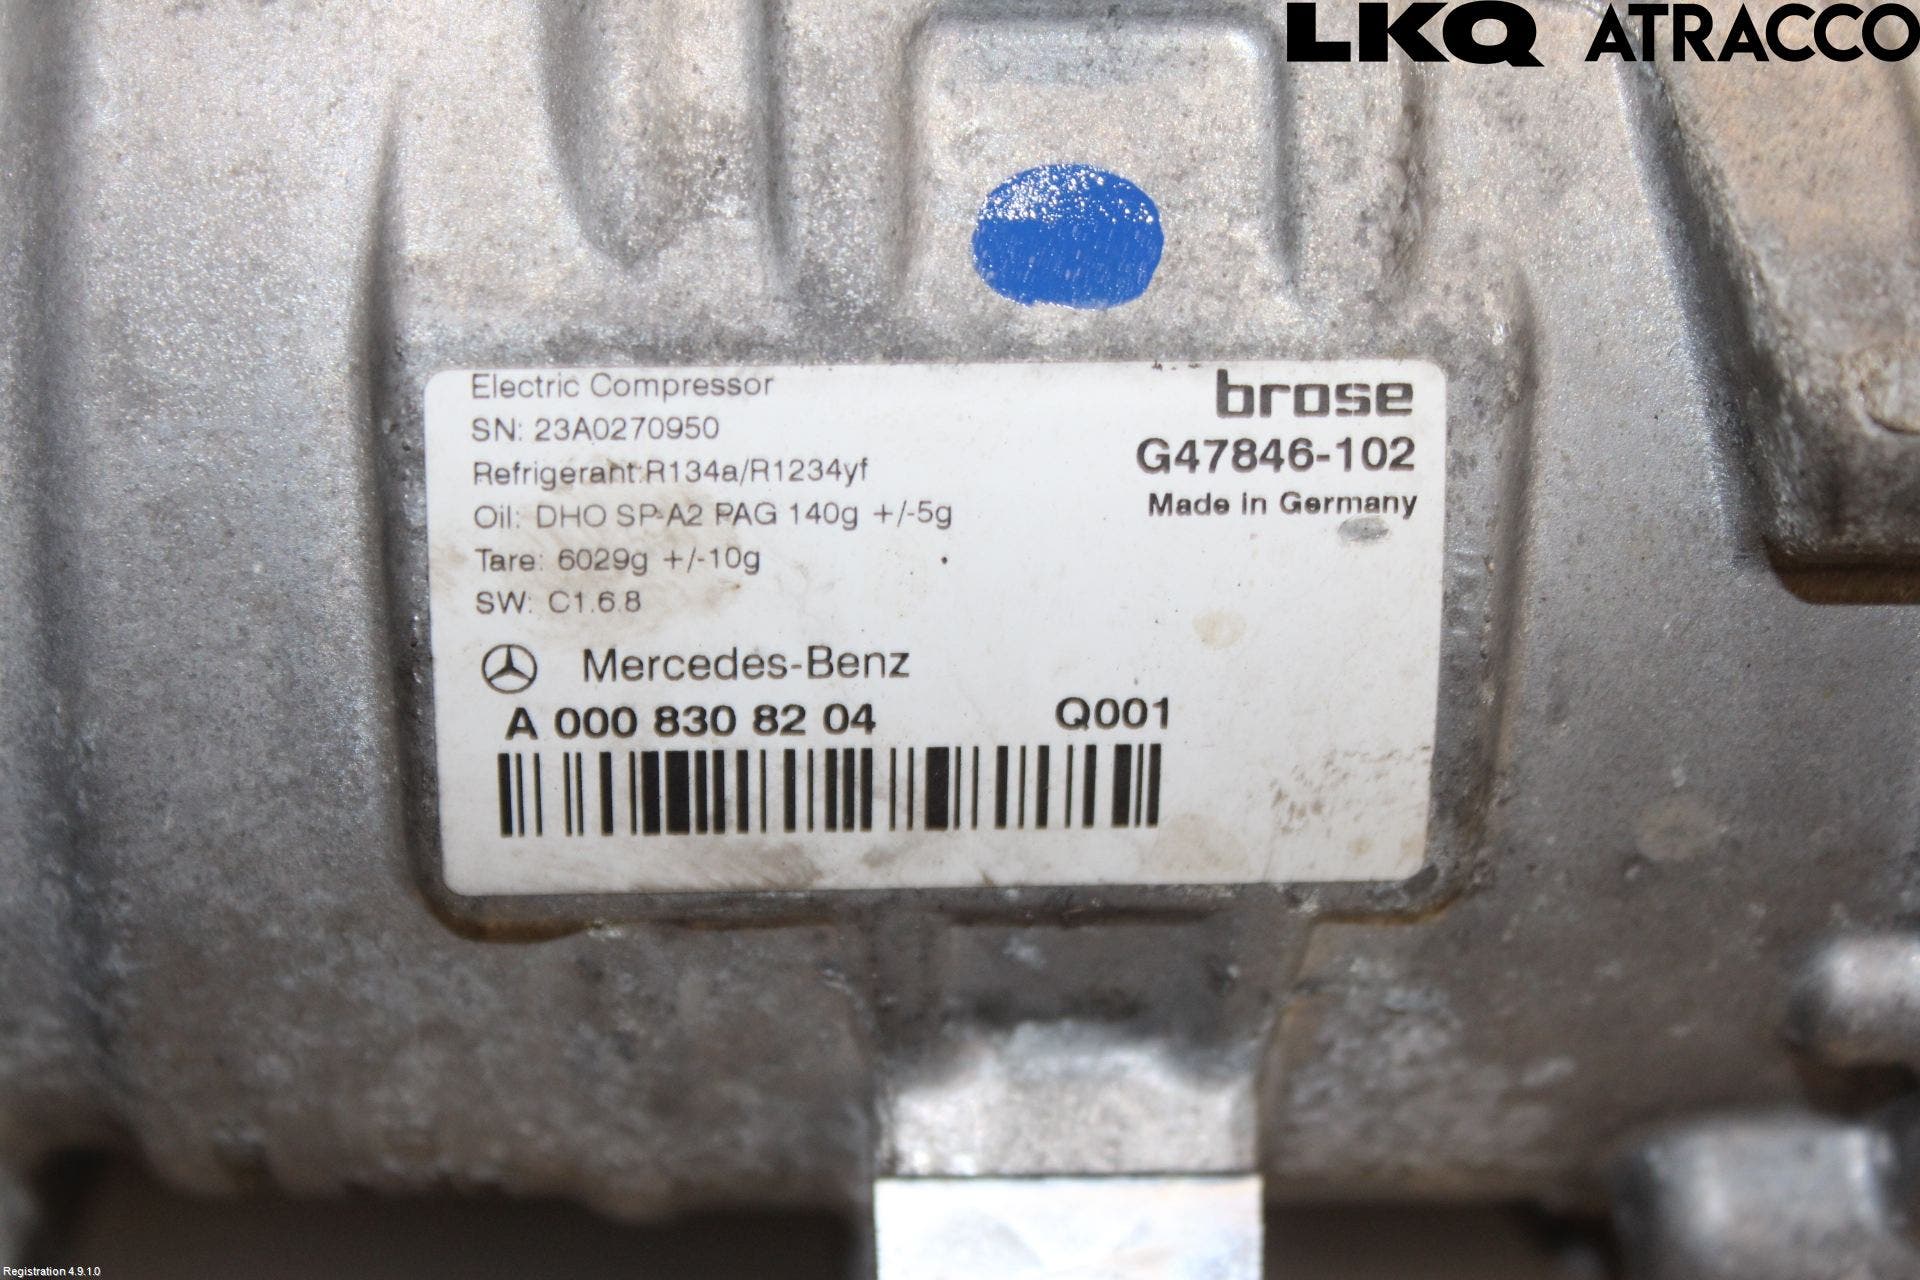 LKQ ATRACCO
Electric Compressor
SN: 23A0270950
Refrigerant:R134a/R1234yf
Oil: DHO SP-A2 PAG 140g +/-5g
Tare: 6029g +/-10g
SW: C1.6.8
brose
G47846-102
Made in Germany
Mercedes-Benz
A 000 830 82 04 Q001
Registration 4.9.1.0